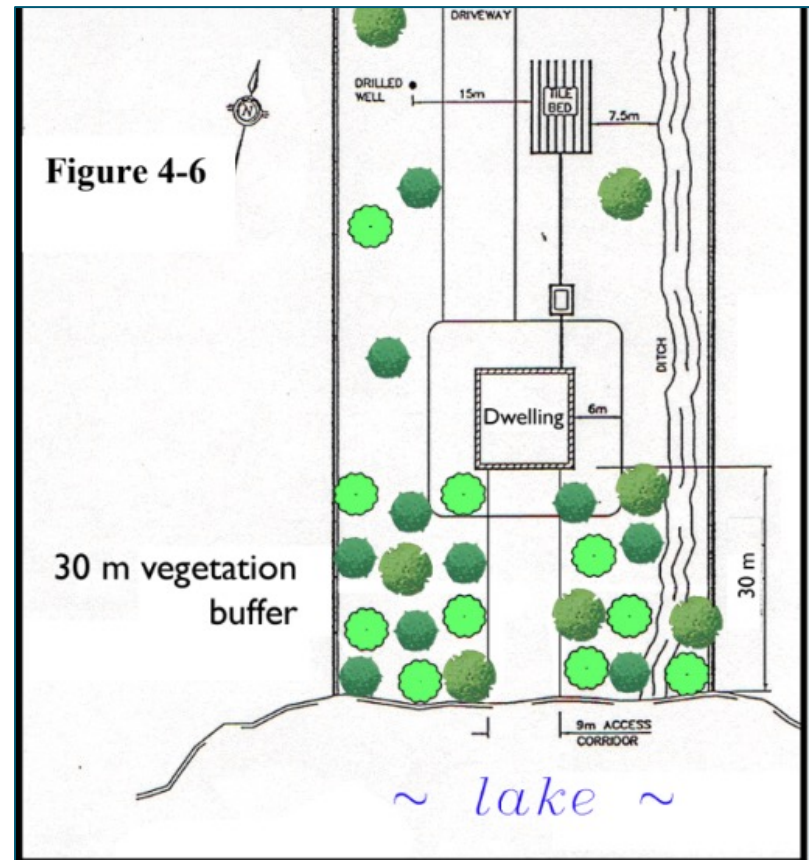 DRIVEWAY
DRILLED
WELL
15m
TILE
BED
7.5m
N
Figure 4-6
DITCH
Dwelling
6m
30 m vegetation
buffer
30 m
9m ACCESS
CORRIDOR
~ lake ~